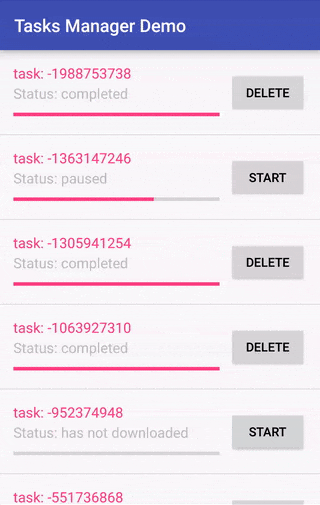 Tasks Manager Demo
task: -1988753738
Status: completed
DELETE
task: -1363147246
Status: paused
START
task: -1305941254
Status: completed
DELETE
task: -1063927310
Status: completed
DELETE
task: -952374948
Status: has not downloaded
START
task: -551736868